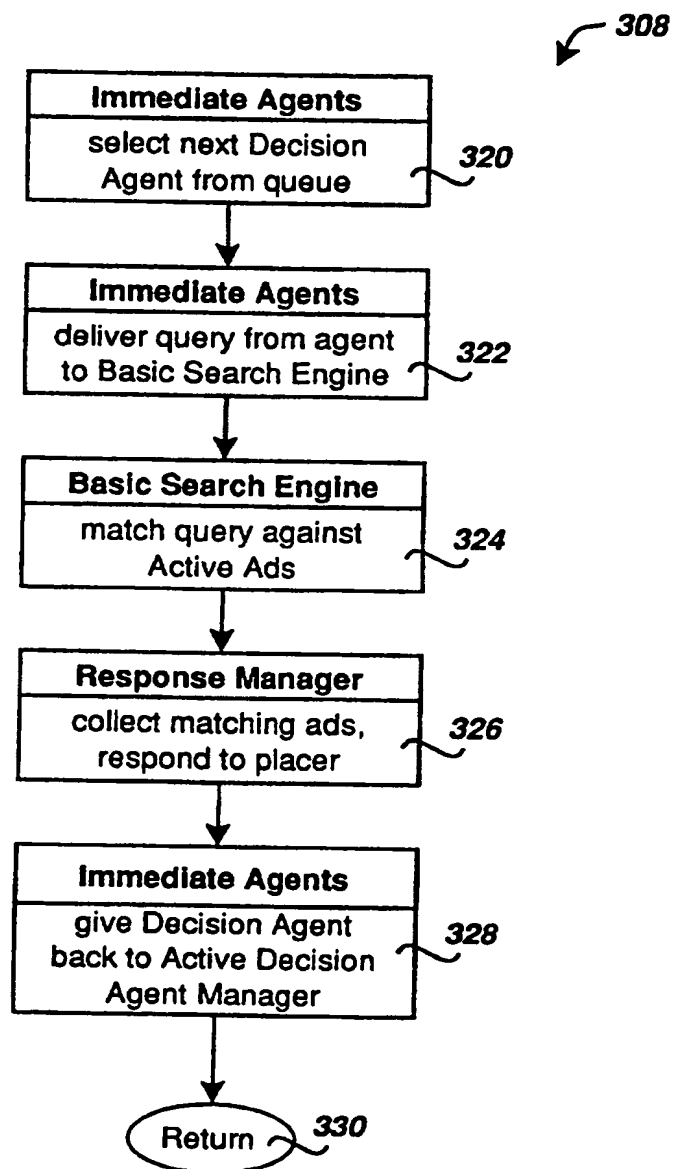 308
Immediate Agents
select next Decision
Agent from queue
320
Immediate Agents
deliver query from agent
to Basic Search Engine
322
Basic Search Engine
match query against
Active Ads
324
Response Manager
collect matching ads,
respond to placer
326
Immediate Agents
give Decision Agent
back to Active Decision
Agent Manager
328
Return
330